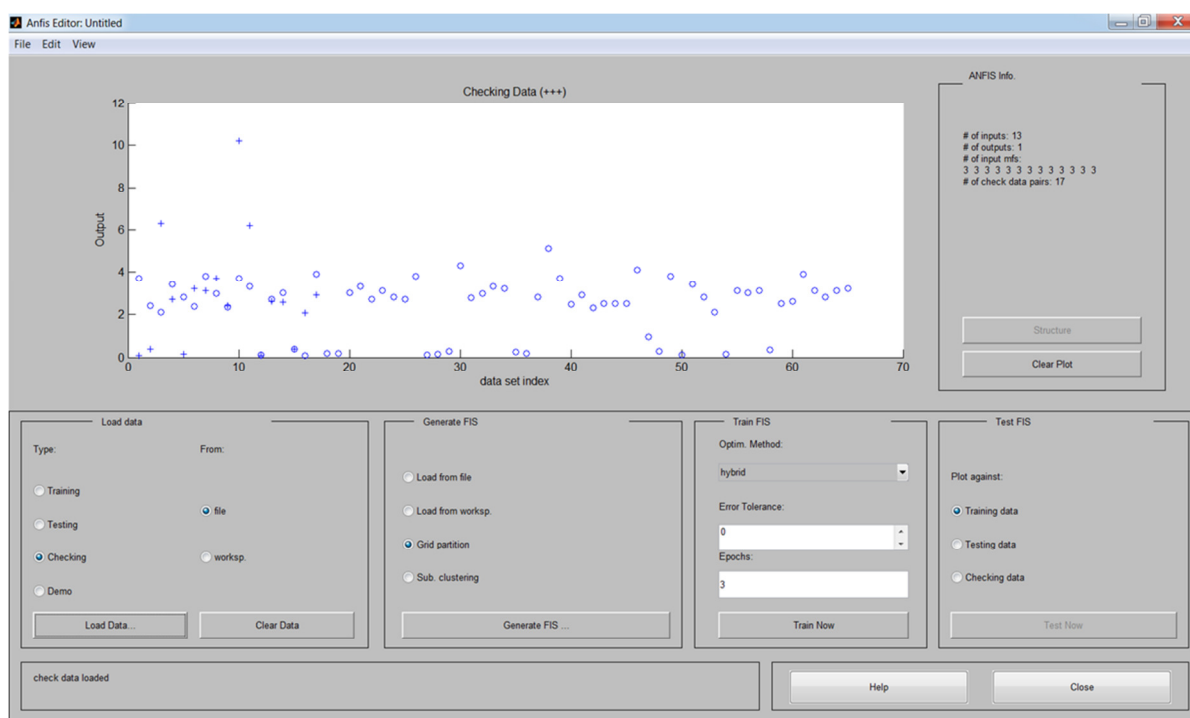 Anfis Editor: Untitled
File Edit View
Checking Data (+++)
12
10
8
6
4
2
0
Output
0 10 20 30 40 50 60 70
data set index
ANFIS Info.
# of inputs: 13
# of outputs: 1
# of input mfs:
3 3 3 3 3 3 3 3 3 3 3 3 3
# of check data pairs: 17
Structure
Clear Plot
Load data
Type:
From:
Training
Testing
Checking
Demo
file
worksp.
Load Data...
Clear Data
Generate FIS
Load from file
Load from worksp.
Grid partition
Sub. clustering
Generate FIS ...
Train FIS
Optim. Method:
hybrid
Error Tolerance:
0
Epochs:
3
Train Now
Test FIS
Plot against:
Training data
Testing data
Checking data
Test Now
check data loaded
Help
Close